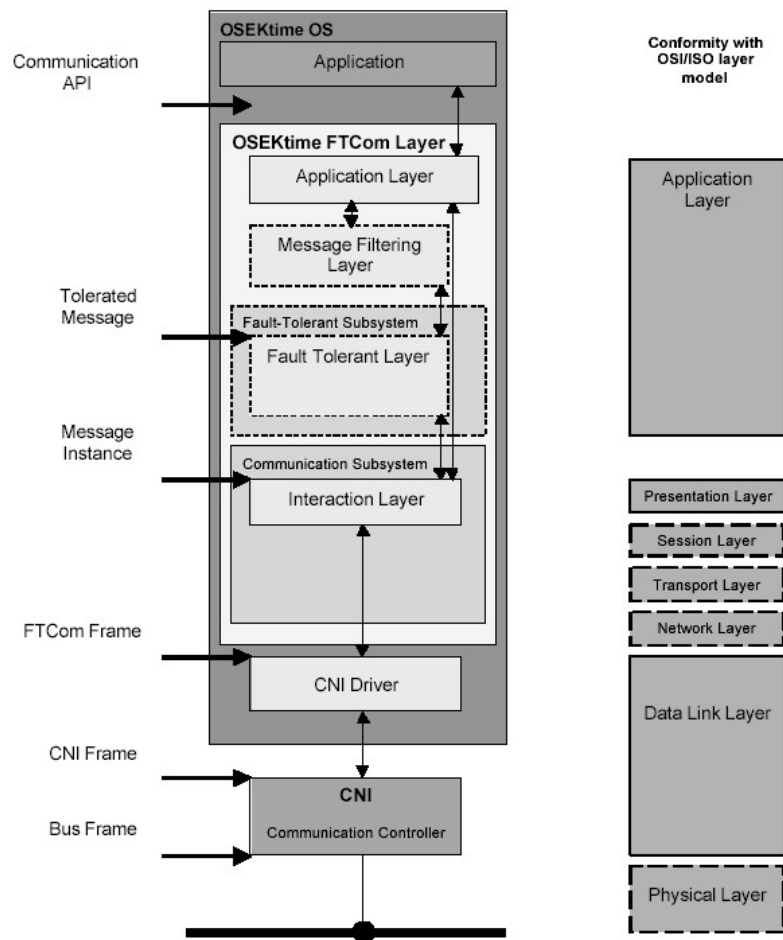 OSEKtime OS
Application
Communication
API
OSEKtime FTCom Layer
Application Layer
Message Filtering
Layer
Tolerated
Message
Fault-Tolerant Subsystem
Fault Tolerant Layer
Message
Instance
Communication Subsystem
Interaction Layer
FTCom Frame
CNI Driver
CNI Frame
CNI
Communication Controller
Bus Frame
Conformity with
OSI/ISO layer
model
Application
Layer
Presentation Layer
Session Layer
Transport Layer
Network Layer
Data Link Layer
Physical Layer